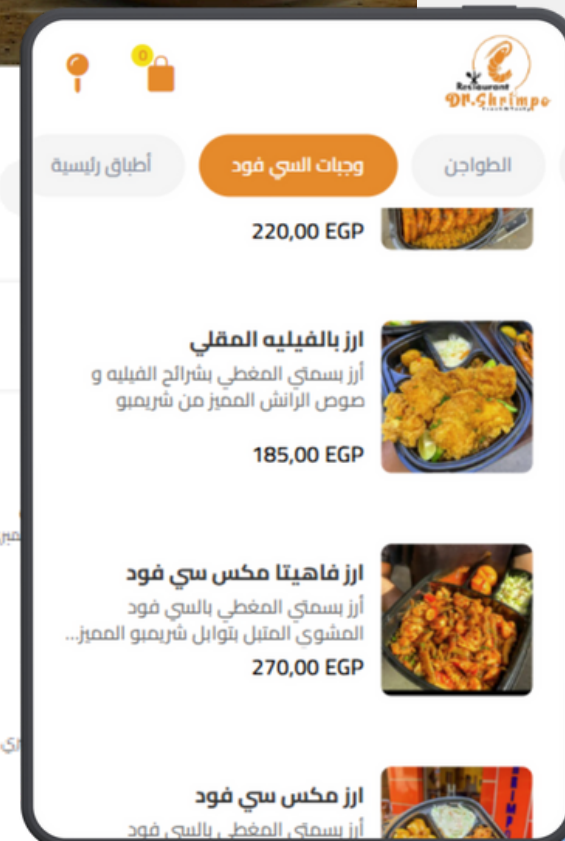 0
Restaurant
Dr.Shrimpo
الطواجن
وجبات السي فود
أطباق رئيسية
220,00 EGP
ارز بالفيليه المقلي
أرز بسمتي المغطي بشرائح الفيليه و
صوص الرانش المميز من شريمبو
185,00 EGP
ارز فاهيتا مكس سي فود
أرز بسمتي المغطي بالسي فود
المشوي المتبل بتوابل شريمبو المميز...
270,00 EGP
ارز مكس سي فود
أرز بسمتي المغطي بالسي فود